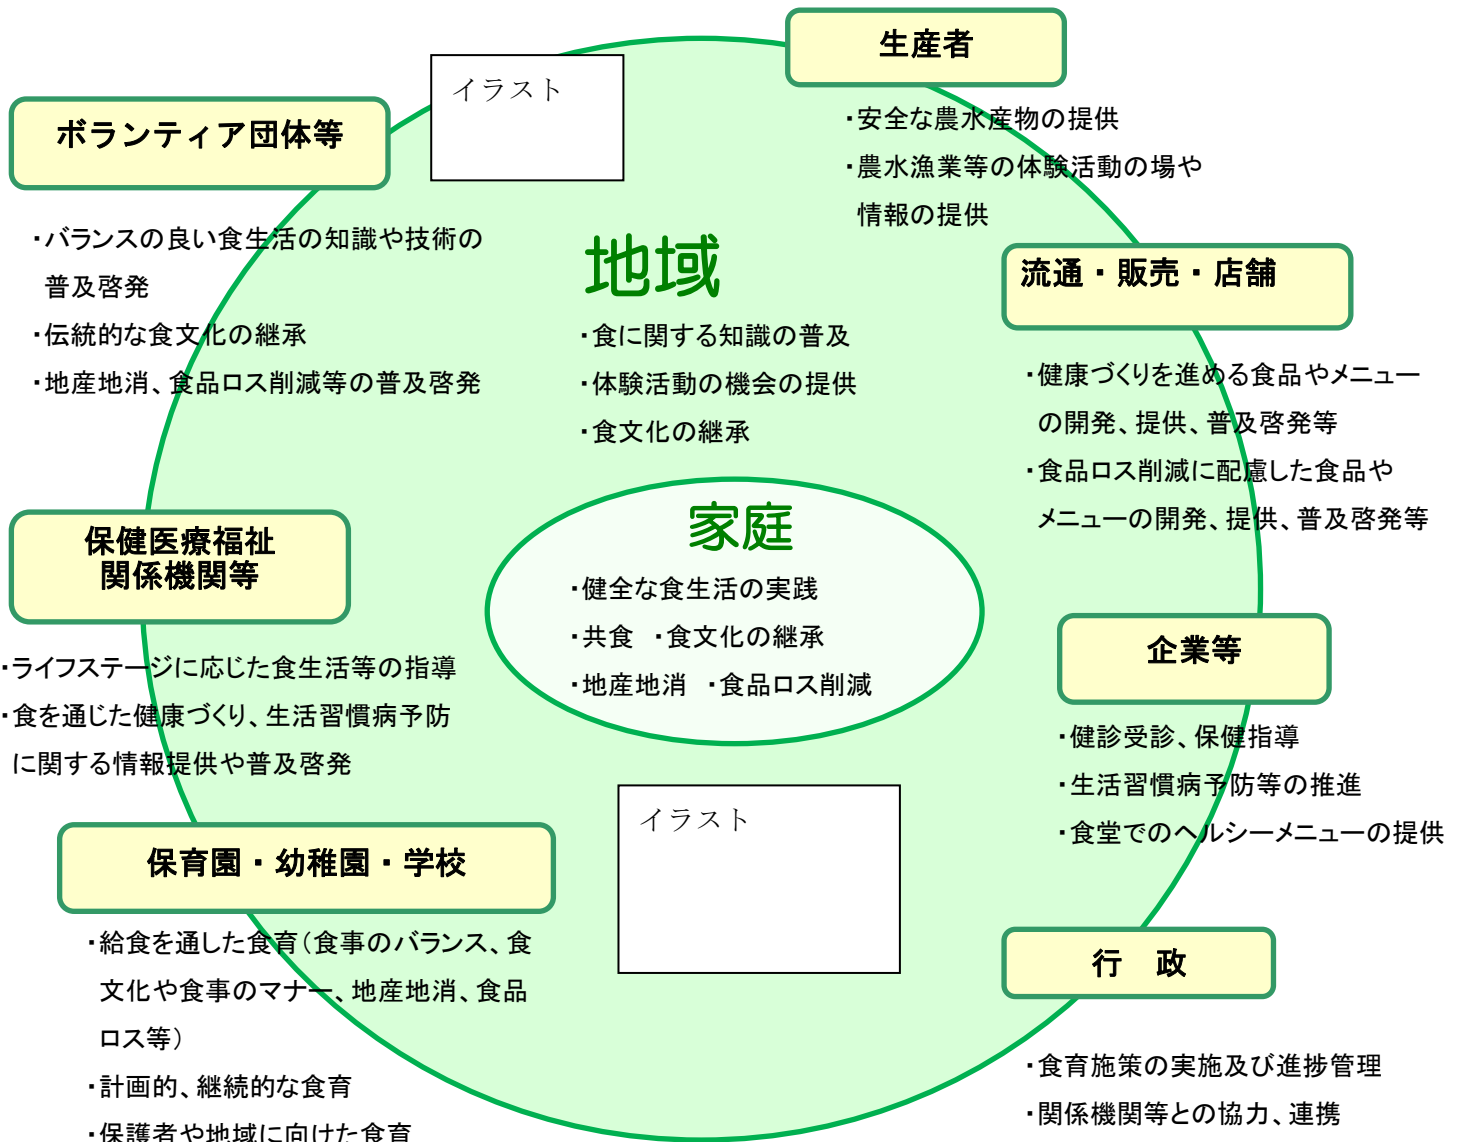 生産者
・安全な農水産物の提供
・農水漁業等の体験活動の場や
情報の提供
イラスト
ボランティア団体等
・バランスの良い食生活の知識や技術の
普及啓発
・伝統的な食文化の継承
・地産地消、食品ロス削減等の普及啓発
地域
・食に関する知識の普及
・体験活動の機会の提供
・食文化の継承
流通・販売・店舗
・健康づくりを進める食品やメニュー
の開発、提供、普及啓発等
・食品ロス削減に配慮した食品や
メニューの開発、提供、普及啓発等
家庭
・健全な食生活の実践
・共食 ・食文化の継承
・地産地消 ・食品ロス削減
保健医療福祉
関係機関等
・ライフステージに応じた食生活等の指導
・食を通じた健康づくり、生活習慣病予防
に関する情報提供や普及啓発
企業等
・健診受診、保健指導
・生活習慣病予防等の推進
・食堂でのヘルシーメニューの提供
イラスト
保育園・幼稚園・学校
・給食を通した食育（食事のバランス、食
文化や食事のマナー、地産地消、食品
ロス等）
・計画的、継続的な食育
・保護者や地域に向けた食育
行　政
・食育施策の実施及び進捗管理
・関係機関等との協力、連携